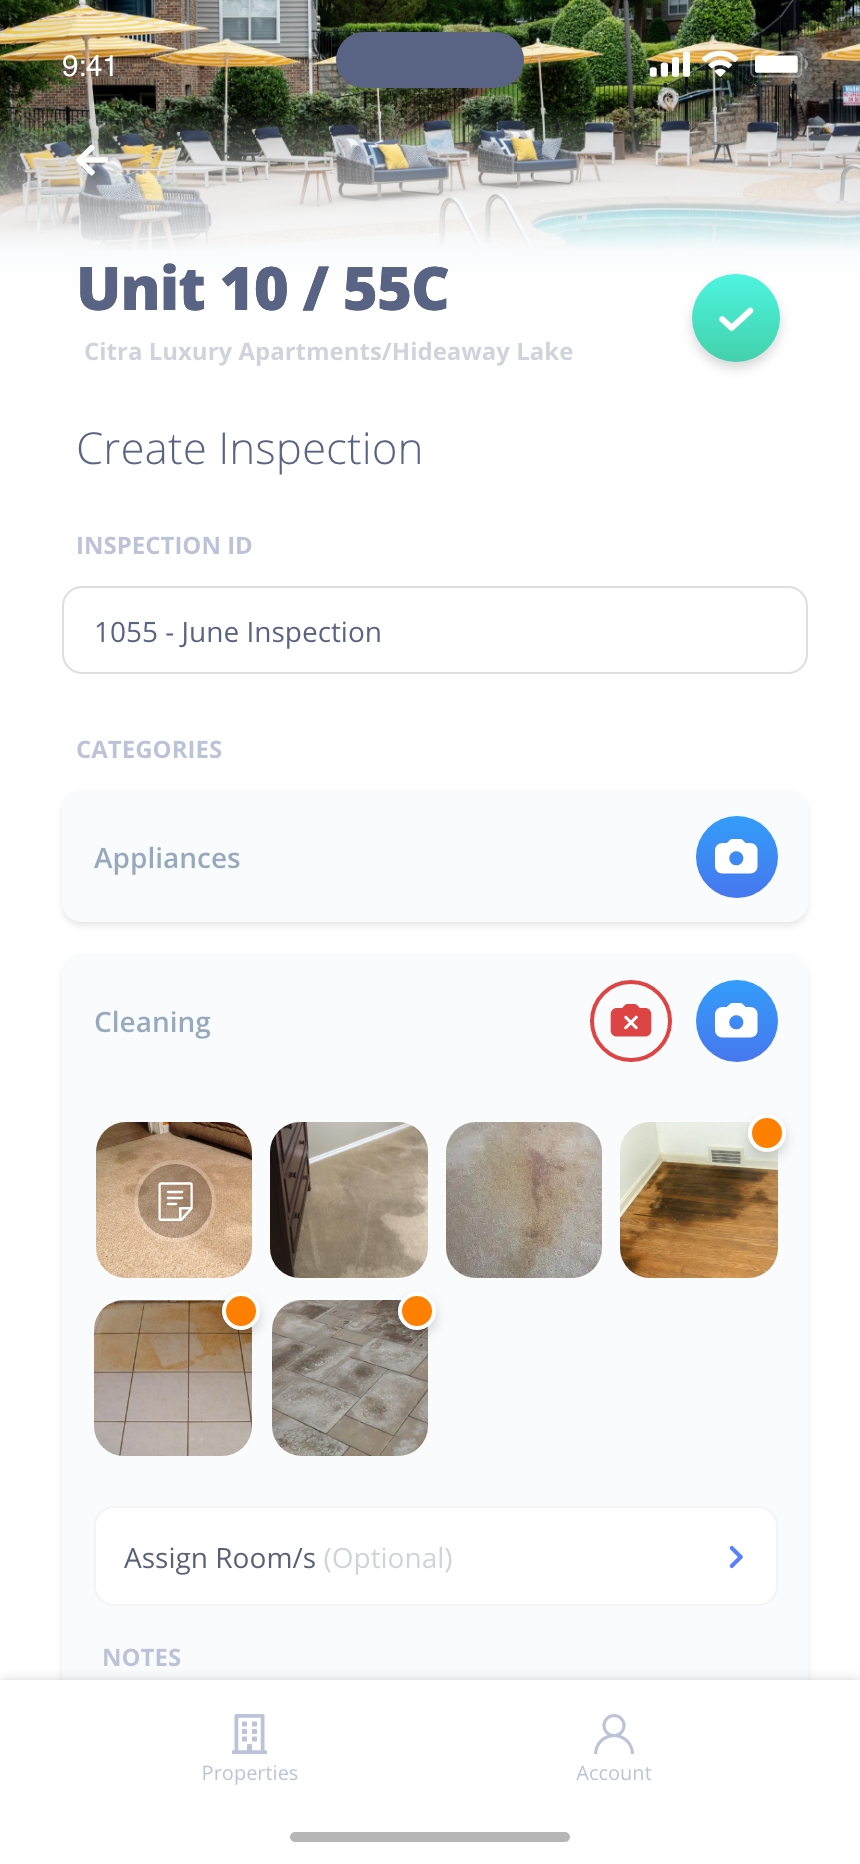 9:41
Unit 10 / 55C
Citra Luxury Apartments/Hideaway Lake
Create Inspection
INSPECTION ID
1055 - June Inspection
CATEGORIES
Appliances
Cleaning
Assign Room/s (Optional)
NOTES
Properties
Account